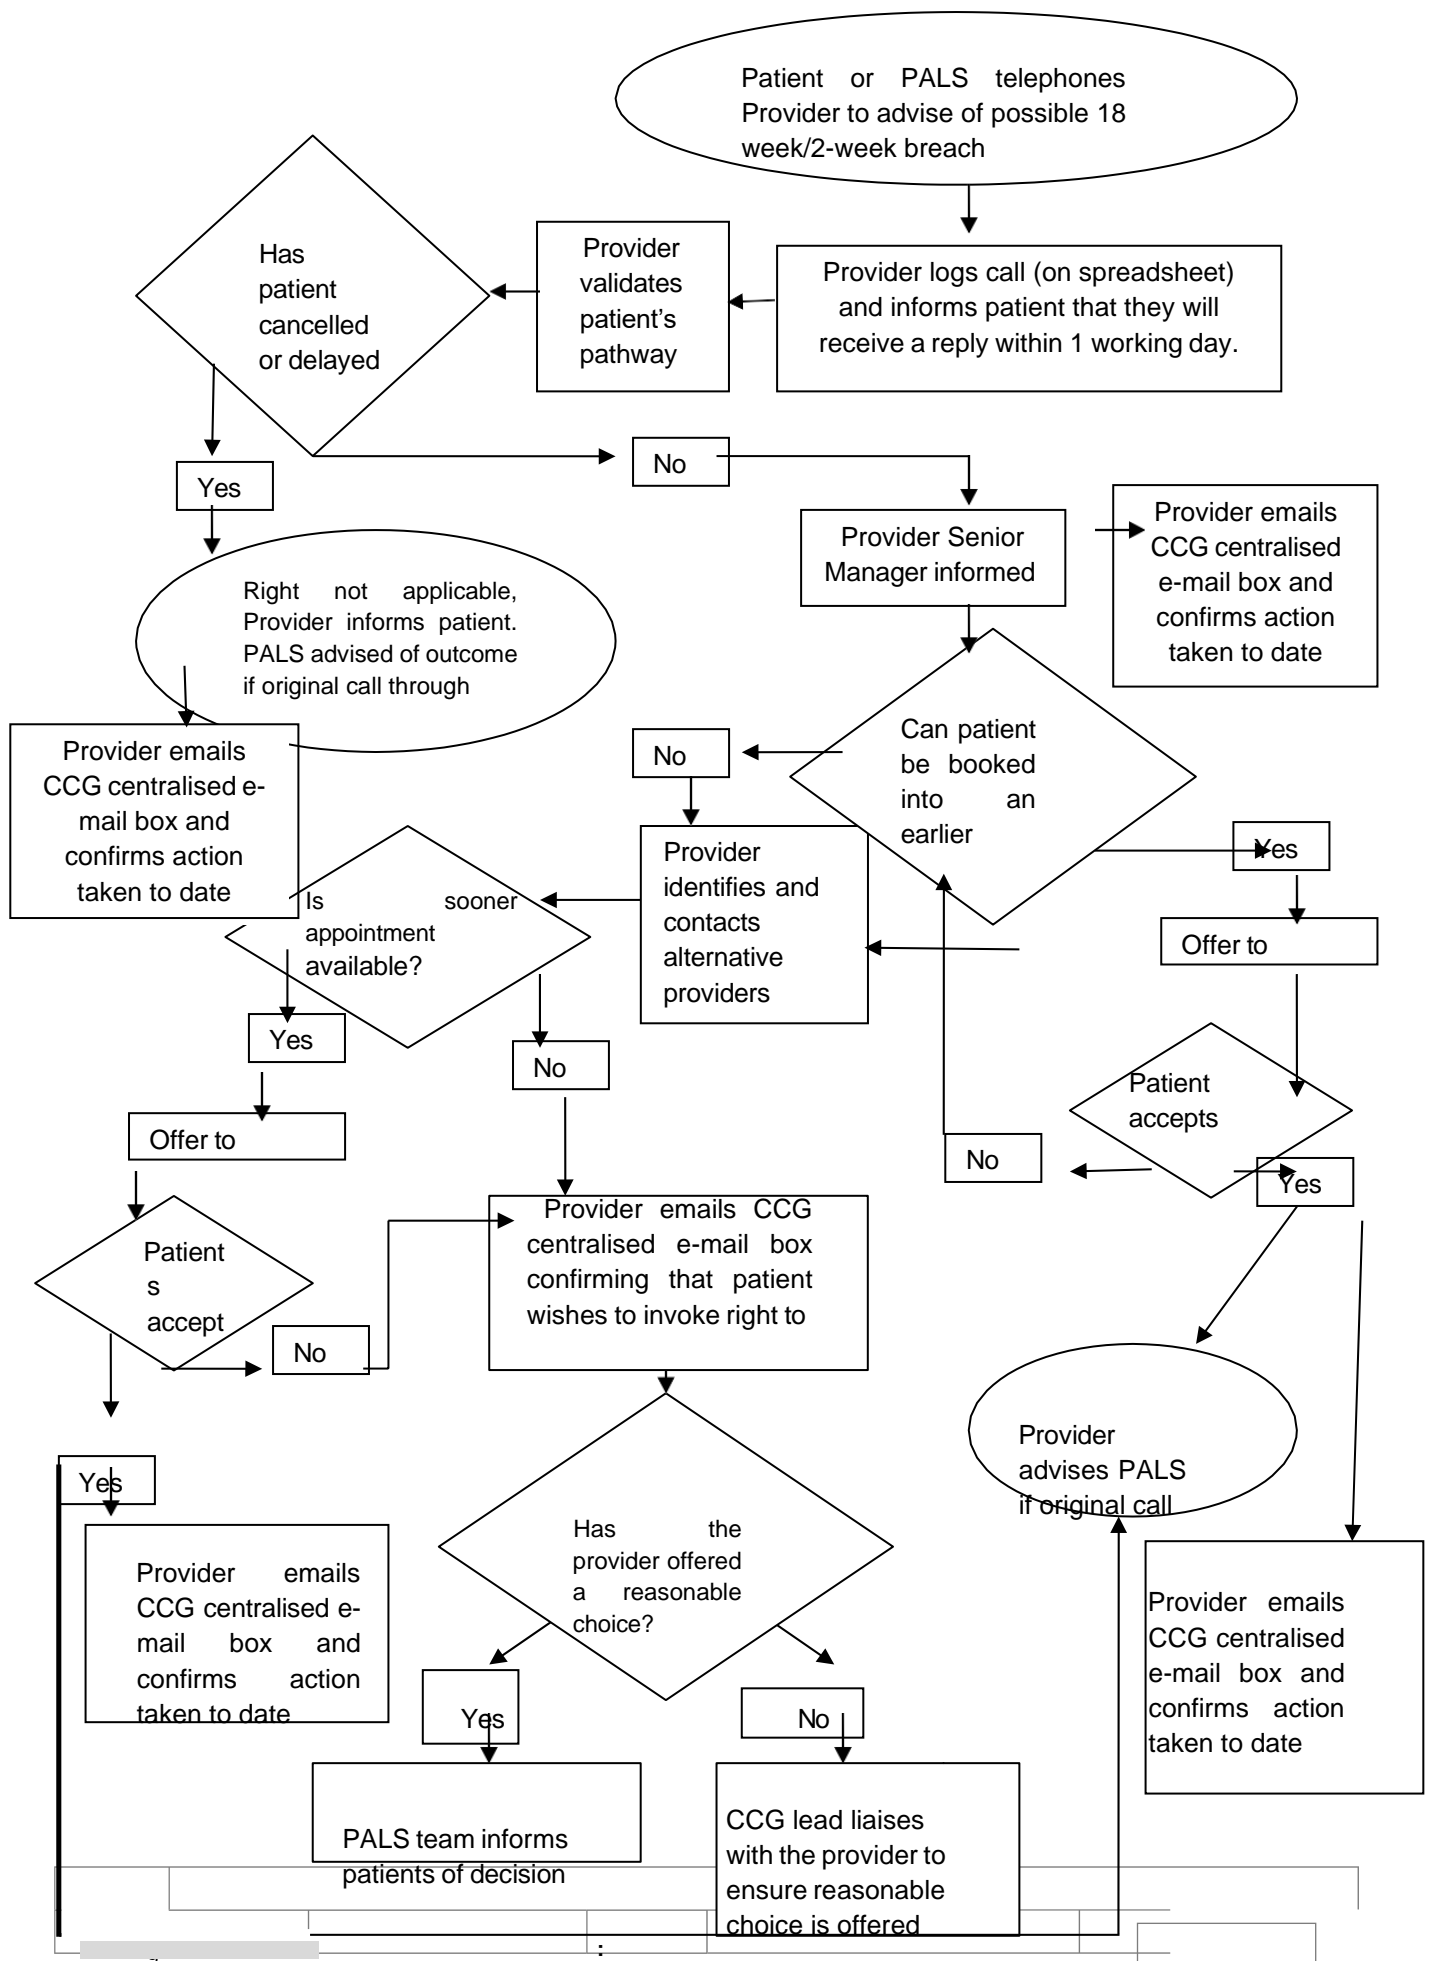 Patient or PALS telephones
Provider to advise of possible 18
week/2-week breach
Has
patient
cancelled
or delayed
Provider
validates
patient’s
pathway
Provider logs call (on spreadsheet)
and informs patient that they will
receive a reply within 1 working day.
No
Yes
Provider Senior
Manager informed
Provider emails
CCG centralised
e-mail box and
confirms action
taken to date
Right not applicable,
Provider informs patient.
PALS advised of outcome
if original call through
Provider emails
CCG centralised e-
mail box and
confirms action
taken to date
No
Can patient
be booked
into an
earlier
Yes
Provider
identifies and
contacts
alternative
providers
Is sooner
appointment
available?
Offer to
Yes
No
Patient
accepts
Offer to
No
Yes
Patient
s
accept
Provider emails CCG
centralised e-mail box
confirming that patient
wishes to invoke right to
No
Provider
advises PALS
if original call
Yes
Has the
provider offered
a reasonable
choice?
Provider emails
CCG centralised e-
mail box and
confirms action
taken to date
Provider emails
CCG centralised
e-mail box and
confirms action
taken to date
Yes
No
PALS team informs
patients of decision
CCG lead liaises
with the provider to
ensure reasonable
choice is offered
: